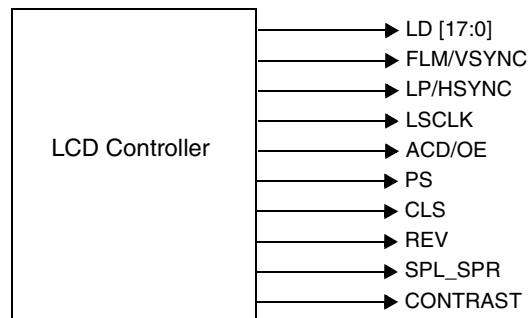 LCD Controller
LD [17:0]
FLM/VSYNC
LP/HSYNC
LSCLK
ACD/OE
PS
CLS
REV
SPL_SPR
CONTRAST